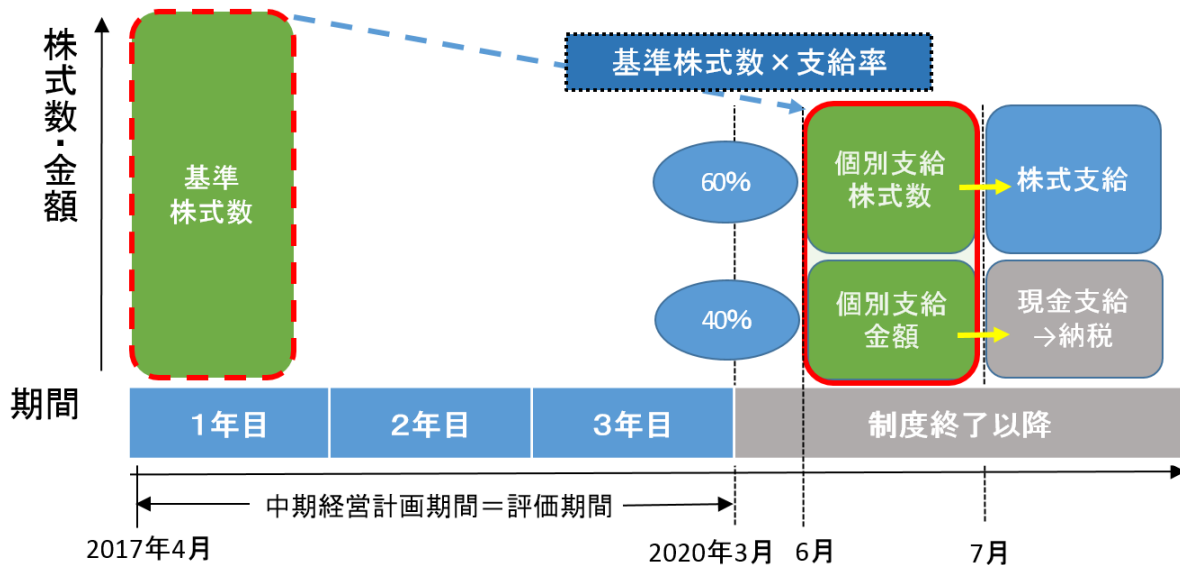 株式数・金額
基準
株式数
基準株式数×支給率
60%
個別支給
株式数
株式支給
40%
個別支給
金額
現金支給
→納税
期間
1年目
2年目
3年目
制度終了以降
中期経営計画期間＝評価期間
2017年4月
2020年3月
6月
7月